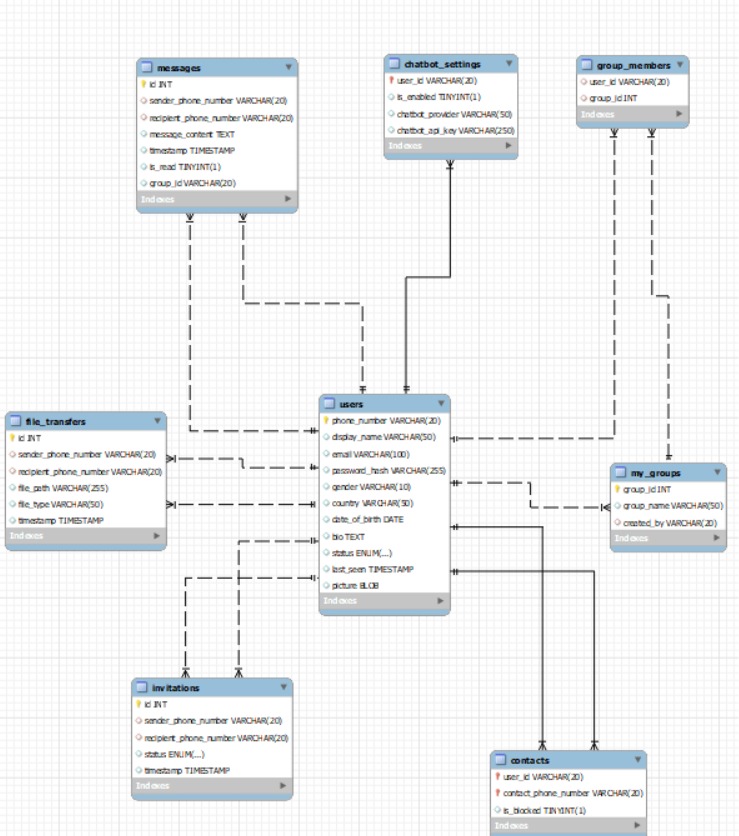 messages
id INT
sender_phone_number VARCHAR(20)
recipient_phone_number VARCHAR(20)
message_content TEXT
timestamp TIMESTAMP
is_read TINYINT(1)
group_id VARCHAR(20)
Indexes
chatbot_settings
user_id VARCHAR(20)
is_enabled TINYINT(1)
chatbot_provider VARCHAR(50)
chatbot_api_key VARCHAR(250)
Indexes
group_members
user_id VARCHAR(20)
group_id INT
Indexes
file_transfers
id INT
sender_phone_number VARCHAR(20)
recipient_phone_number VARCHAR(20)
file_path VARCHAR(255)
file_type VARCHAR(50)
timestamp TIMESTAMP
Indexes
users
phone_number VARCHAR(20)
display_name VARCHAR(50)
email VARCHAR(100)
password_hash VARCHAR(255)
gender VARCHAR(10)
country VARCHAR(50)
date_of_birth DATE
bio TEXT
status ENUM(...)
last_seen TIMESTAMP
picture BLOB
Indexes
my_groups
group_id INT
group_name VARCHAR(50)
created_by VARCHAR(20)
Indexes
invitations
id INT
sender_phone_number VARCHAR(20)
recipient_phone_number VARCHAR(20)
status ENUM(...)
timestamp TIMESTAMP
Indexes
contacts
user_id VARCHAR(20)
contact_phone_number VARCHAR(20)
is_blocked TINYINT(1)
Indexes